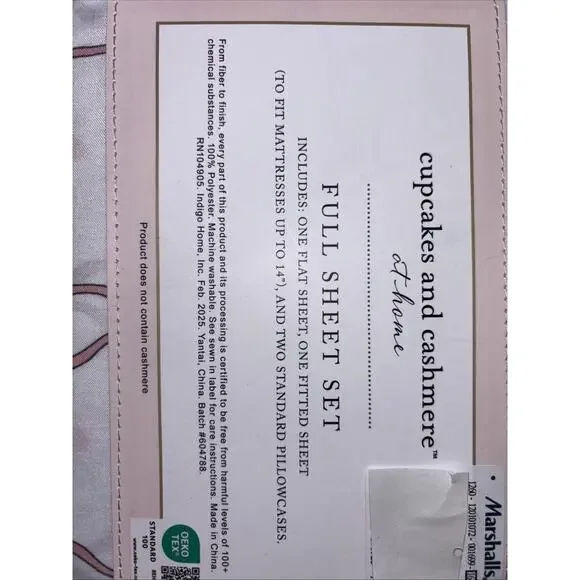 cupcakes and cashmere™
at home
FULL SHEET SET
INCLUDES: ONE FLAT SHEET, ONE FITTED SHEET
(TO FIT MATTRESSES UP TO 14"), AND TWO STANDARD PILLOWCASES.
From fiber to finish, every part of this product and its processing is certified to be free from harmful levels of 100+
chemical substances. 100% Polyester. Machine washable. See sewn in label for care instructions. Made in China.
RN104905. Indigo Home, Inc. Feb. 2025. Yantai, China. Batch #604788.
Product does not contain cashmere
OEKO
TEX®
STANDARD
100
Marshalls.
1260 - 120101072 - 001699 -